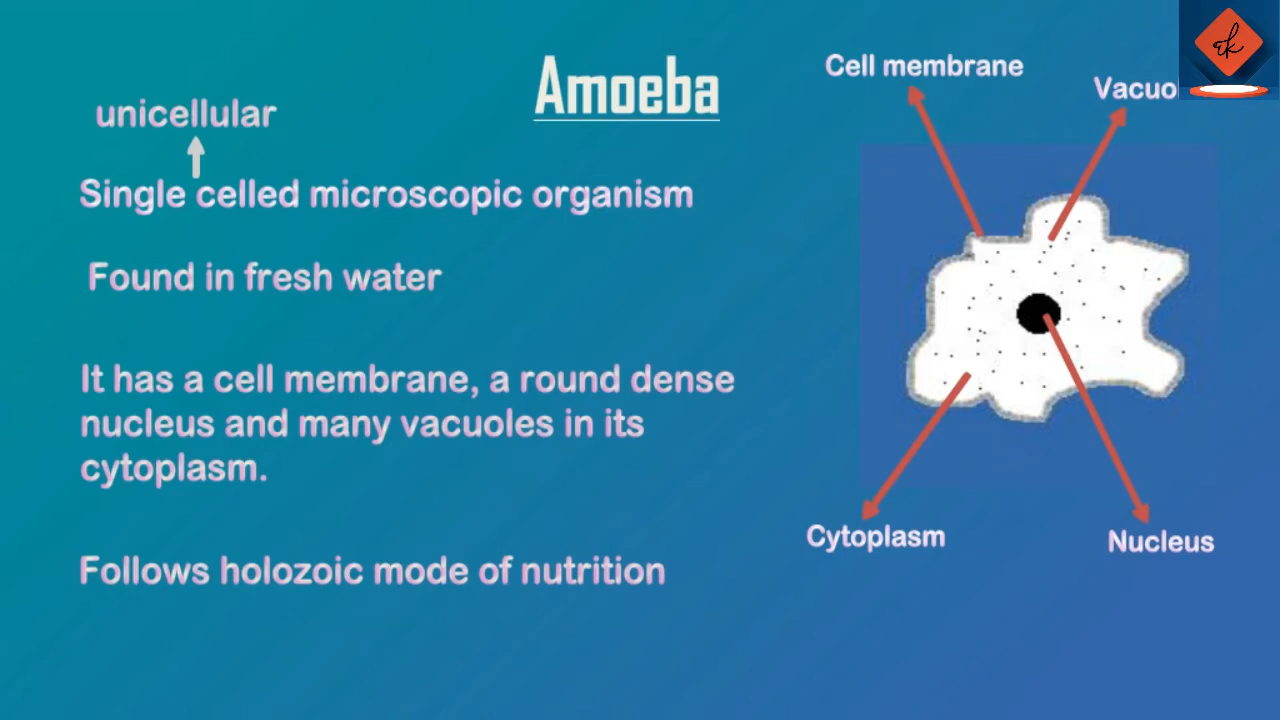 Amoeba
unicellular
Single celled microscopic organism
Found in fresh water
It has a cell membrane, a round dense
nucleus and many vacuoles in its
cytoplasm.
Follows holozoic mode of nutrition
Cell membrane
Vacuo
Cytoplasm
Nucleus